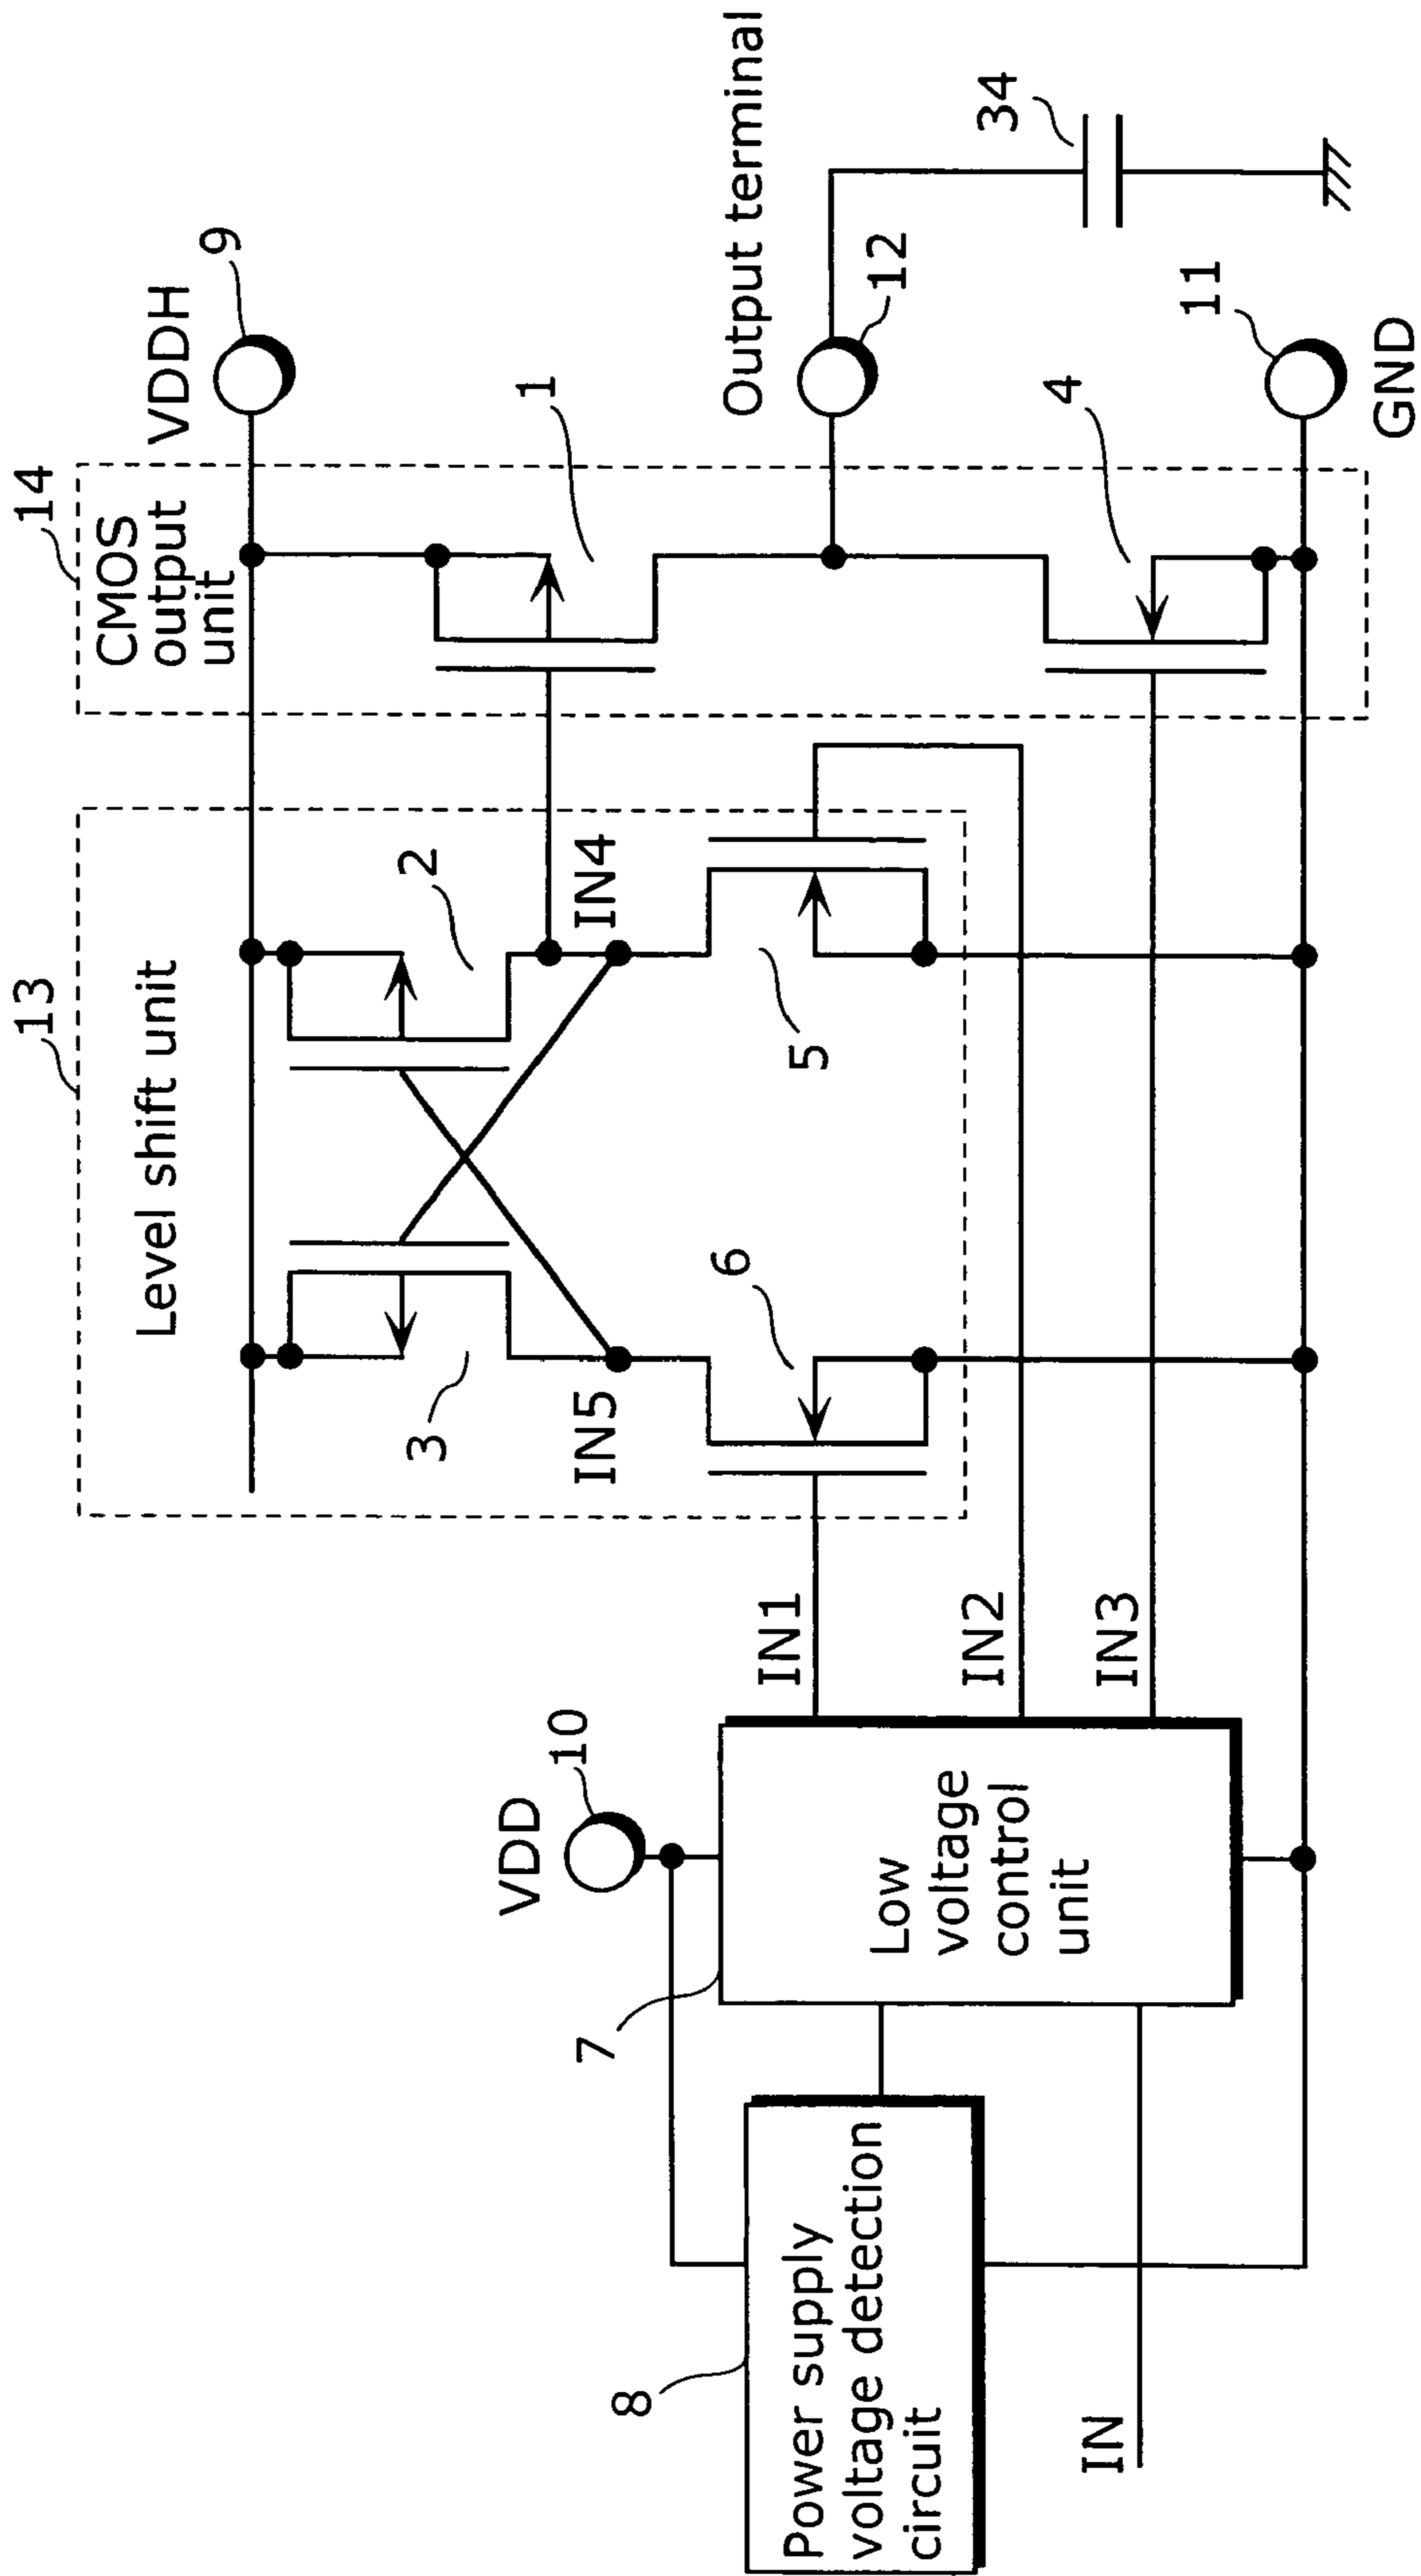 14
CMOS
output
unit
VDDH
9
13
Level shift unit
3
2
1
IN5
IN4
6
5
4
Output terminal
12
34
11
GND
VDD
10
IN1
IN2
IN3
7
Low
voltage
control
unit
8
Power supply
voltage detection
circuit
IN